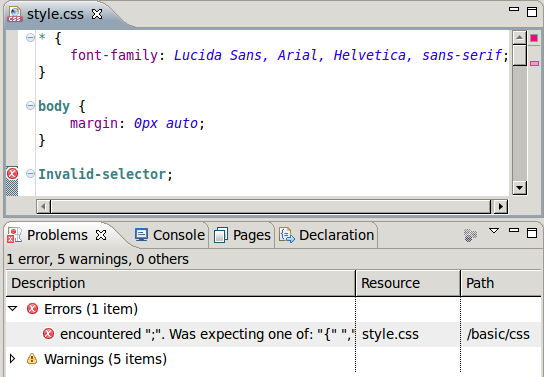 style.css
* {
font-family: Lucida Sans, Arial, Helvetica, sans-serif;
}
body {
margin: 0px auto;
}
Invalid-selector;
Problems Console Pages Declaration
1 error, 5 warnings, 0 others
Description Resource Path
Errors (1 item)
encountered ";". Was expecting one of: "{" "," style.css /basic/css
Warnings (5 items)